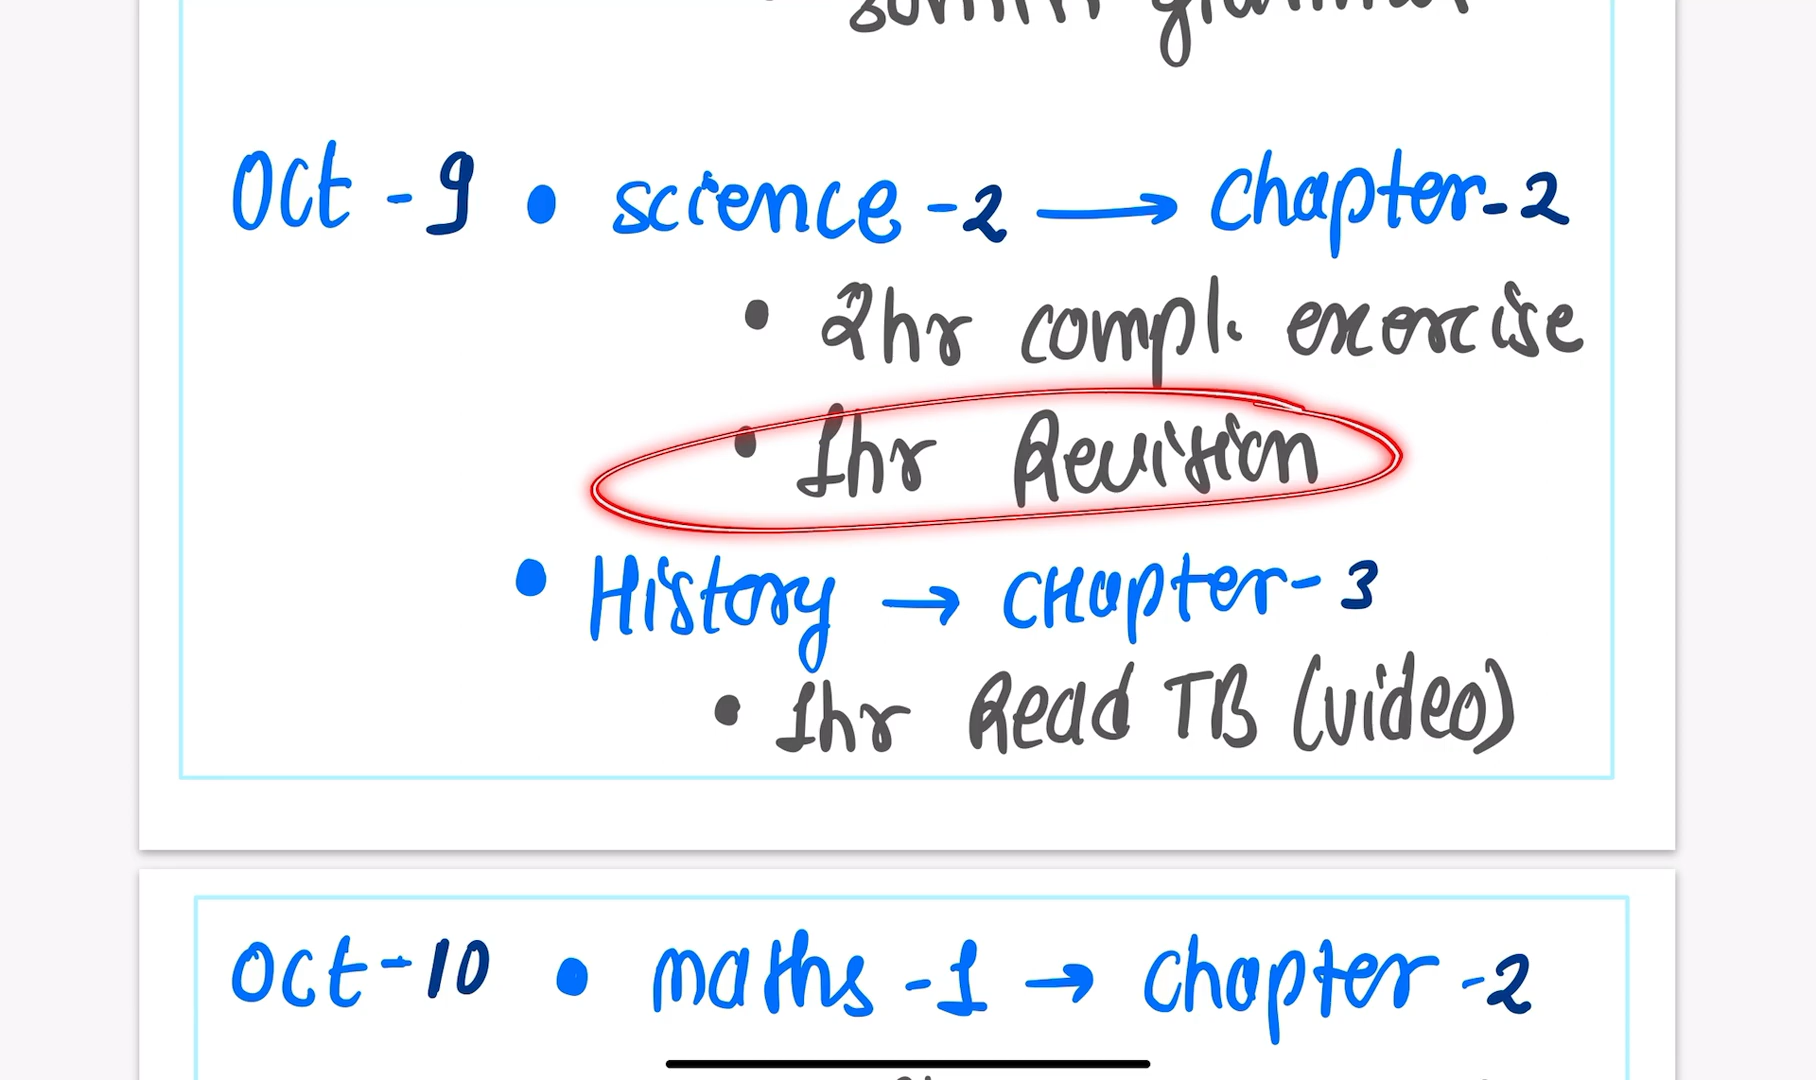 Oct - 9 • science - 2 → chapter - 2
• 2hr compl. exercise
• 1hr Revision
• History → chapter - 3
• 1hr Read TB (video)
Oct - 10 • maths - 1 → chapter - 2